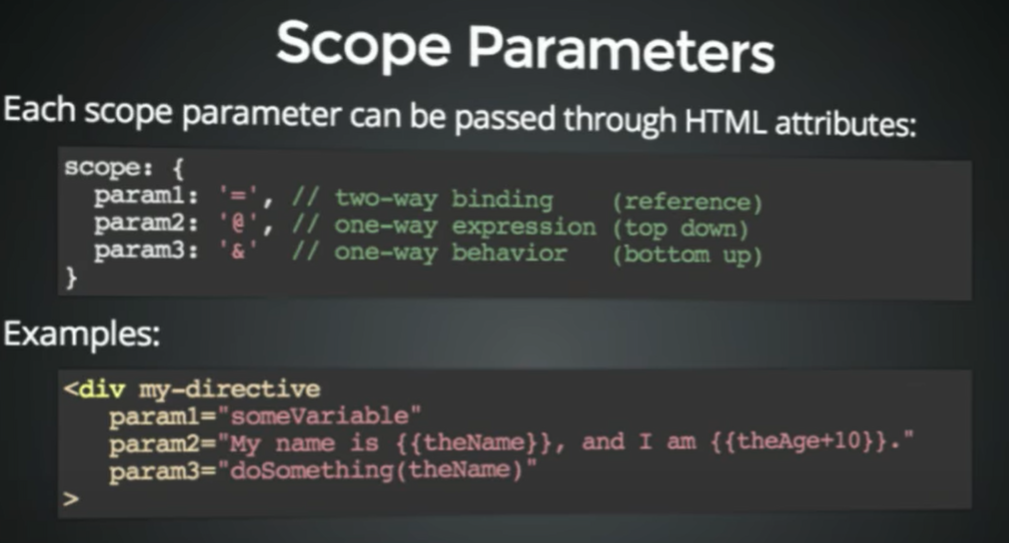 Scope Parameters
Each scope parameter can be passed through HTML attributes:
scope: {
  param1: '=', // two-way binding    (reference)
  param2: '@', // one-way expression (top down)
  param3: '&'  // one-way behavior   (bottom up)
}
Examples:
<div my-directive
   param1="someVariable"
   param2="My name is {{theName}}, and I am {{theAge+10}}."
   param3="doSomething(theName)"
>